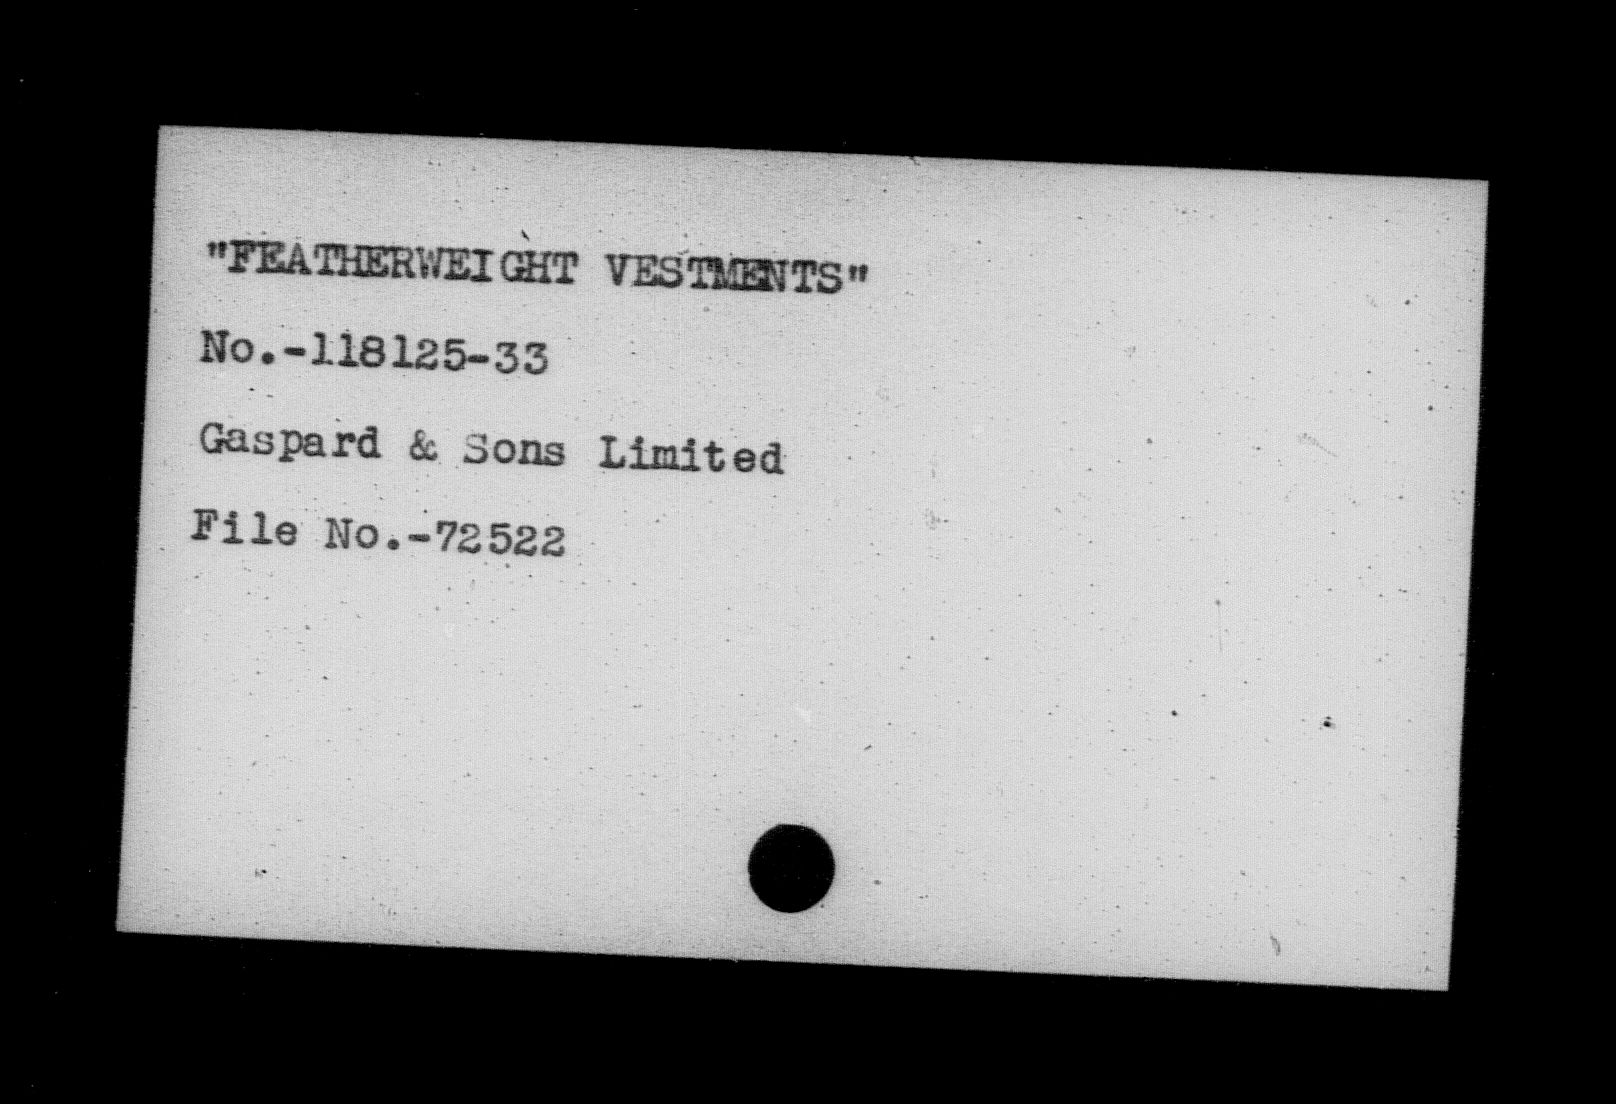 "FEATHERWEIGHT VESTMENTS"
No.-118125-33
Gaspard & Sons Limited
File No.-72522